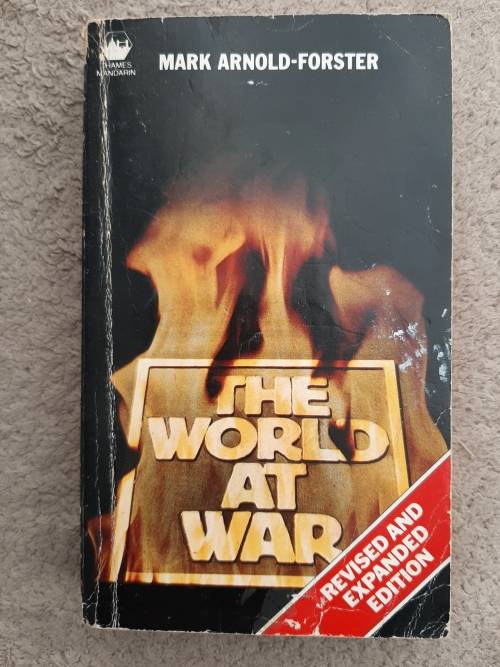 THAMES
MANDARIN
MARK ARNOLD-FORSTER
THE
WORLD
AT
WAR
REVISED AND
EXPANDED
EDITION